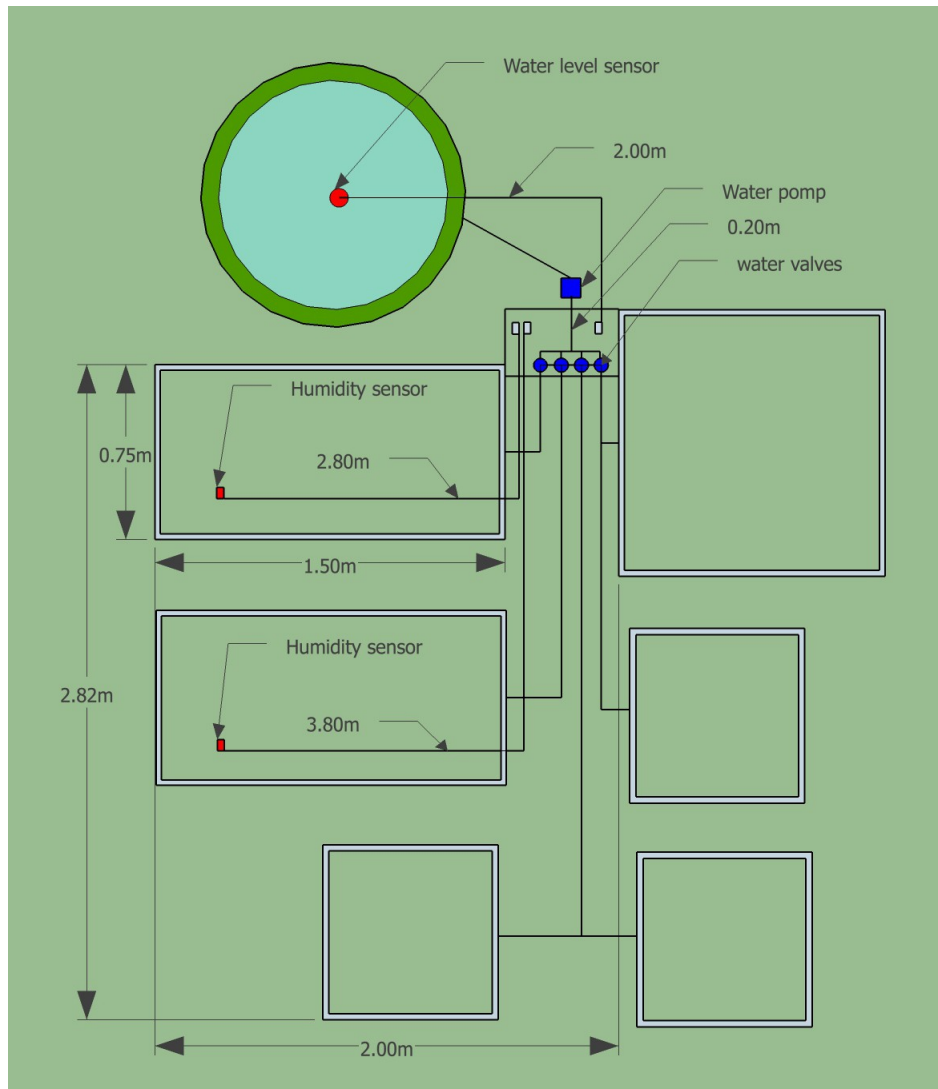 Water level sensor
2.00m
Water pump
0.20m
water valves
Humidity sensor
0.75m
2.80m
1.50m
Humidity sensor
2.82m
3.80m
2.00m